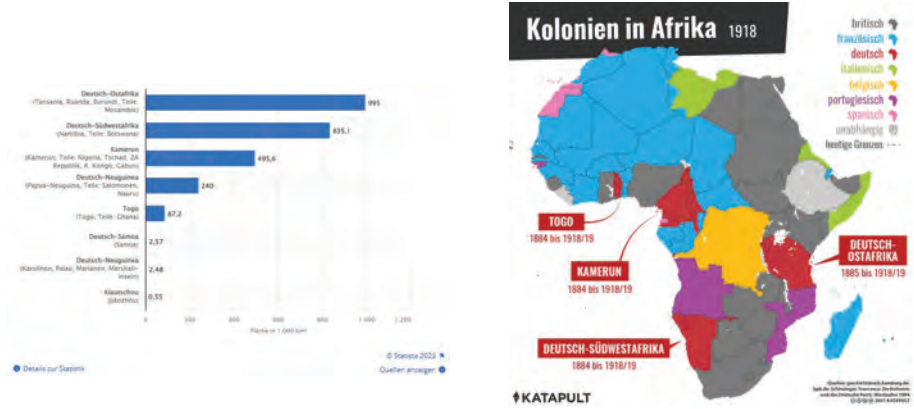 Deutsch-Ostafrika
(Tansania, Ruanda, Burundi, Teile:
Mosambik)
995
Deutsch-Südwestafrika
(Namibia, Teile: Botswana)
835,1
Kamerun
(Kamerun, Teile: Nigeria, Tschad, ZA
Republik, R. Kongo, Gabun)
495,6
Deutsch-Neuguinea
(Papua-Neuguinea, Teile: Salomonen,
Nauru)
240
Togo
(Togo, Teile: Ghana)
87,2
Deutsch-Samoa
(Samoa)
2,57
Deutsch-Neuguinea
(Karolinen, Palau, Marianen, Marshall-
Inseln)
2,48
Kiautschou
0,55
0
200
400
600
800
1 000
1 200
Fläche in 1.000 km²
© Statista 2023
Details zur Statistik
Quellen anzeigen
Kolonien in Afrika 1918
britisch
französisch
deutsch
italienisch
belgisch
portugiesisch
spanisch
unabhängig
heutige Grenzen
TOGO
1884 bis 1918/19
KAMERUN
1884 bis 1918/19
DEUTSCH-
OSTAFRIKA
1885 bis 1918/19
DEUTSCH-SÜDWESTAFRIKA
1884 bis 1918/19
KATAPULT